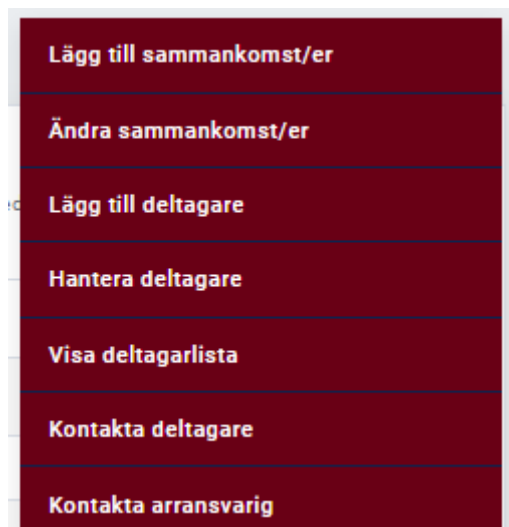 Lägg till sammankomst/er
Ändra sammankomst/er
Lägg till deltagare
Hantera deltagare
Visa deltagarlista
Kontakta deltagare
Kontakta arransvarig